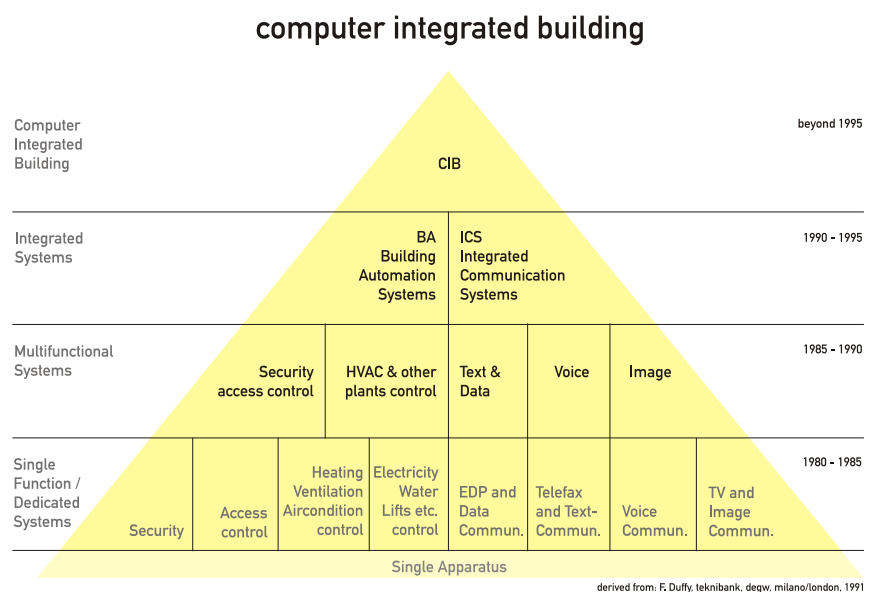 computer integrated building
Computer
Integrated
Building
CIB
beyond 1995
Integrated
Systems
BA
Building
Automation
Systems
ICS
Integrated
Communication
Systems
1990 - 1995
Multifunctional
Systems
Security
access control
HVAC & other
plants control
Text &
Data
Voice
Image
1985 - 1990
Single
Function /
Dedicated
Systems
Security
Access
control
Heating
Ventilation
Aircondition
control
Electricity
Water
Lifts etc.
control
EDP and
Data
Commun.
Telefax
and Text-
Commun.
Voice
Commun.
TV and
Image
Commun.
1980 - 1985
Single Apparatus
derived from: F. Duffy, teknibank, degw, milano/london, 1991